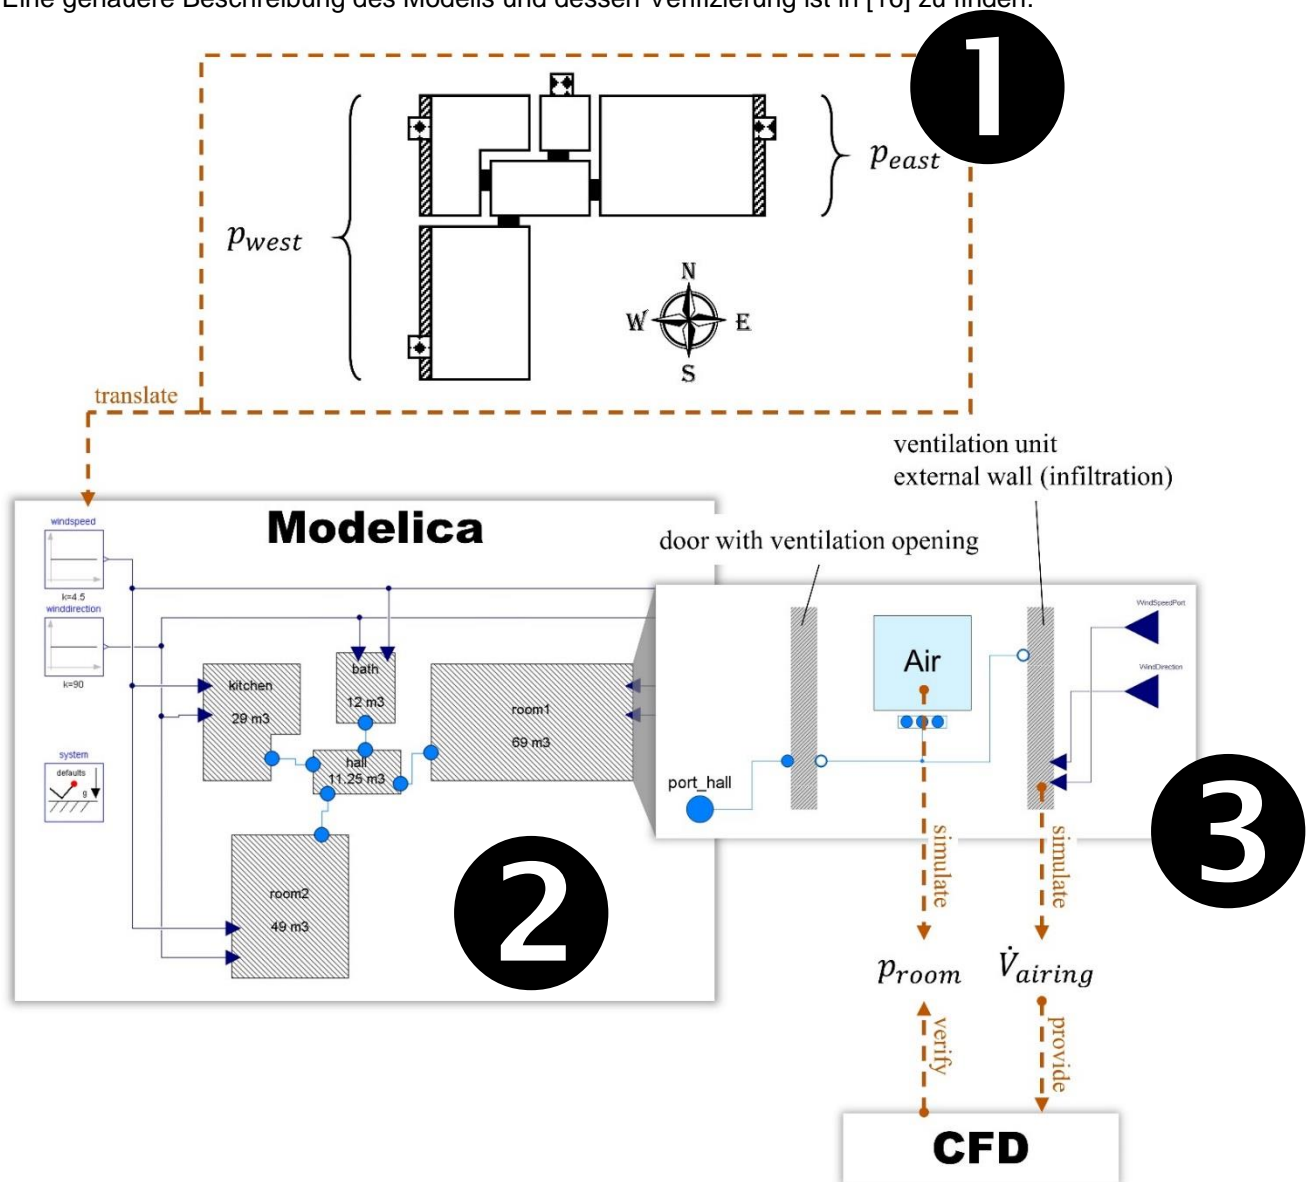 Eine genauere Beschreibung des Modells und dessen Verifizierung ist in [16] zu finden.
1
p_east
p_west
N
W E
S
translate
ventilation unit
external wall (infiltration)
Modelica
door with ventilation opening
windspeed
k=4.5
winddirection
k=90
WindSpeedPort
WindDirection
Air
bath
12 m3
kitchen
29 m3
room1
69 m3
hall
11.25 m3
system
defaults
g
port_hall
3
simulate
simulate
room2
49 m3
2
p_room
V̇_airing
verify
provide
CFD